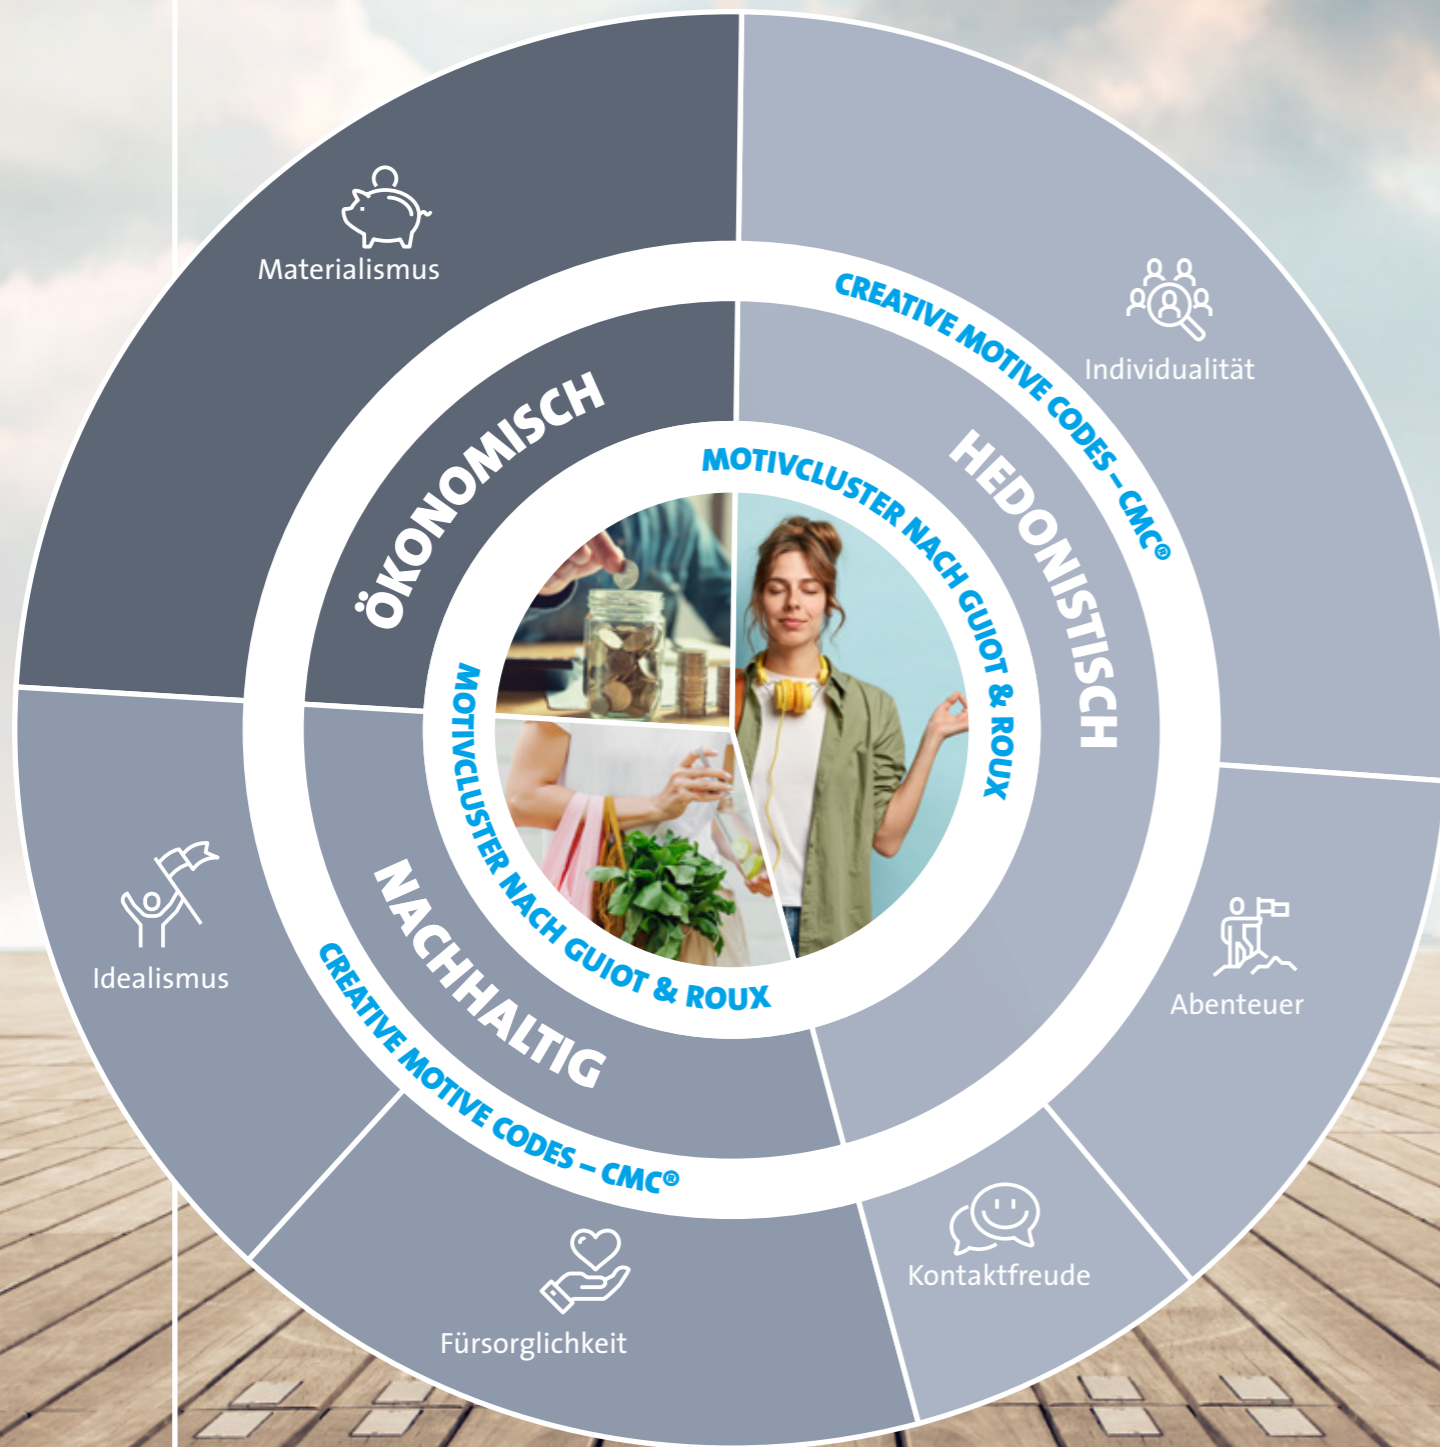 Materialismus
Individualität
CREATIVE MOTIVE CODES – CMC®
ÖKONOMISCH
HEDONISTISCH
MOTIVCLUSTER NACH GUIOT & ROUX
MOTIVCLUSTER NACH GUIOT & ROUX
NACHHALTIG
CREATIVE MOTIVE CODES – CMC®
Idealismus
Abenteuer
Kontaktfreude
Fürsorglichkeit